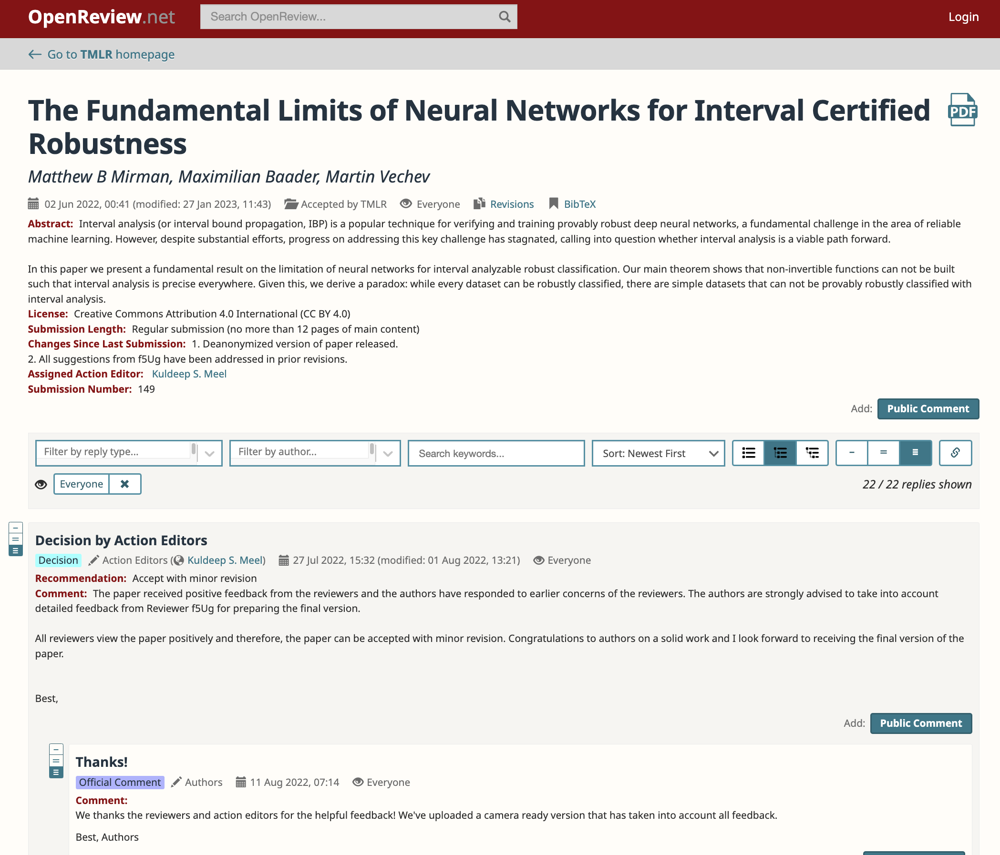 OpenReview.net
Search OpenReview...
Login
← Go to TMLR homepage
The Fundamental Limits of Neural Networks for Interval Certified
Robustness
PDF
Matthew B Mirman, Maximilian Baader, Martin Vechev
02 Jun 2022, 00:41 (modified: 27 Jan 2023, 11:43) Accepted by TMLR Everyone Revisions BibTeX
Abstract: Interval analysis (or interval bound propagation, IBP) is a popular technique for verifying and training provably robust deep neural networks, a fundamental challenge in the area of reliable
machine learning. However, despite substantial efforts, progress on addressing this key challenge has stagnated, calling into question whether interval analysis is a viable path forward.
In this paper we present a fundamental result on the limitation of neural networks for interval analyzable robust classification. Our main theorem shows that non-invertible functions can not be built
such that interval analysis is precise everywhere. Given this, we derive a paradox: while every dataset can be robustly classified, there are simple datasets that can not be provably robustly classified with
interval analysis.
License: Creative Commons Attribution 4.0 International (CC BY 4.0)
Submission Length: Regular submission (no more than 12 pages of main content)
Changes Since Last Submission: 1. Deanonymized version of paper released.
2. All suggestions from f5Ug have been addressed in prior revisions.
Assigned Action Editor: Kuldeep S. Meel
Submission Number: 149
Add: Public Comment
Filter by reply type...
Filter by author...
Search keywords...
Sort: Newest First
Everyone
22 / 22 replies shown
Decision by Action Editors
Decision Action Editors (Kuldeep S. Meel) 27 Jul 2022, 15:32 (modified: 01 Aug 2022, 13:21) Everyone
Recommendation: Accept with minor revision
Comment: The paper received positive feedback from the reviewers and the authors have responded to earlier concerns of the reviewers. The authors are strongly advised to take into account
detailed feedback from Reviewer f5Ug for preparing the final version.
All reviewers view the paper positively and therefore, the paper can be accepted with minor revision. Congratulations to authors on a solid work and I look forward to receiving the final version of the
paper.
Best,
Add: Public Comment
Thanks!
Official Comment Authors 11 Aug 2022, 07:14 Everyone
Comment:
We thanks the reviewers and action editors for the helpful feedback! We've uploaded a camera ready version that has taken into account all feedback.
Best, Authors